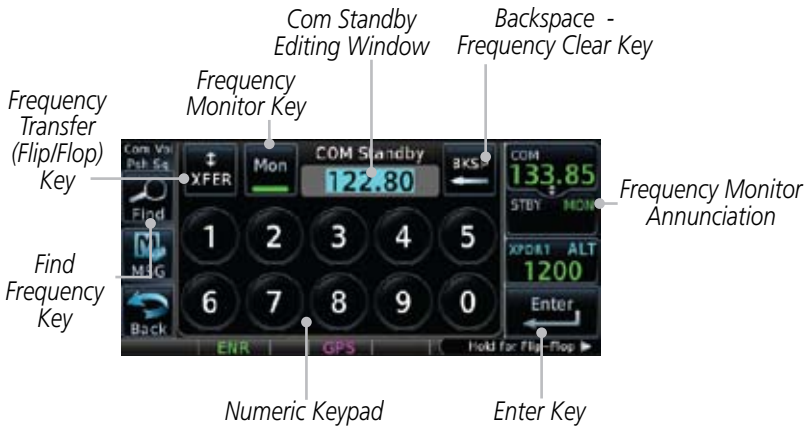 Com Standby
Editing Window
Backspace -
Frequency Clear Key
Frequency
Monitor Key
Frequency
Transfer
(Flip/Flop)
Key
Frequency Monitor
Annunciation
Find
Frequency
Key
Numeric Keypad
Enter Key
Com Vol
Psh Sq
XFER
Mon
COM Standby
122.80
BKSP
COM
133.85
STBY MON
Find
1 2 3 4 5
XPDR1 ALT
1200
MSG
6 7 8 9 0
Enter
Back
ENR GPS
Hold for Flip-Flop